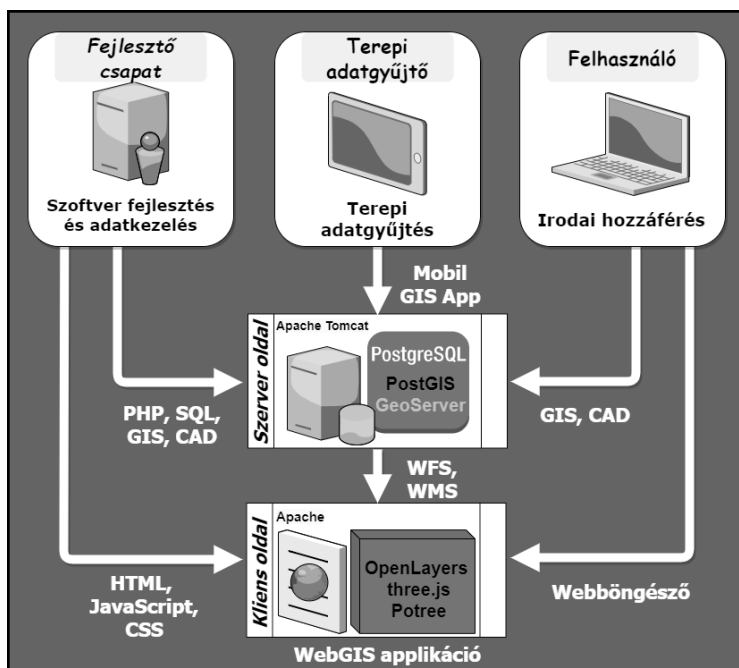 Fejlesztő
csapat
Szoftver fejlesztés
és adatkezelés
Terepi
adatgyűjtő
Terepi
adatgyűjtés
Felhasználó
Irodai hozzáférés
Mobil
GIS App
Szerver oldal
Apache Tomcat
PostgreSQL
PostGIS
GeoServer
PHP, SQL,
GIS, CAD
GIS, CAD
WFS,
WMS
Kliens oldal
Apache
OpenLayers
three.js
Potree
HTML,
JavaScript,
CSS
Webböngésző
WebGIS applikáció